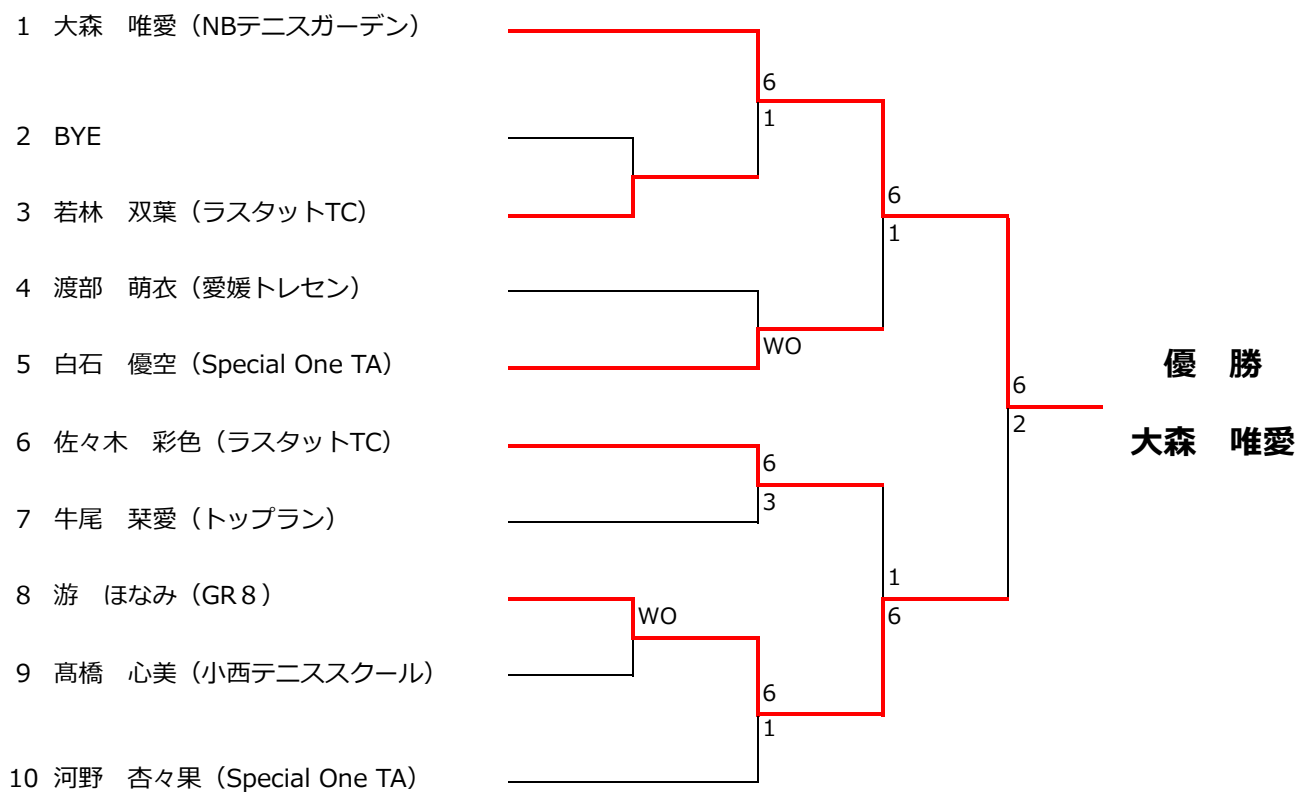 1 大森　唯愛（NBテニスガーデン）
6
1
2 BYE
6
3 若林　双葉（ラスタットTC）
1
4 渡部　萌衣（愛媛トレセン）
WO
5 白石　優空（Special One TA）
優　勝
6
2
6 佐々木　彩色（ラスタットTC）
大森　唯愛
6
3
7 牛尾　栞愛（トップラン）
1
8 游　ほなみ（GR８）
WO
6
9 髙橋　心美（小西テニススクール）
6
1
10 河野　杏々果（Special One TA）